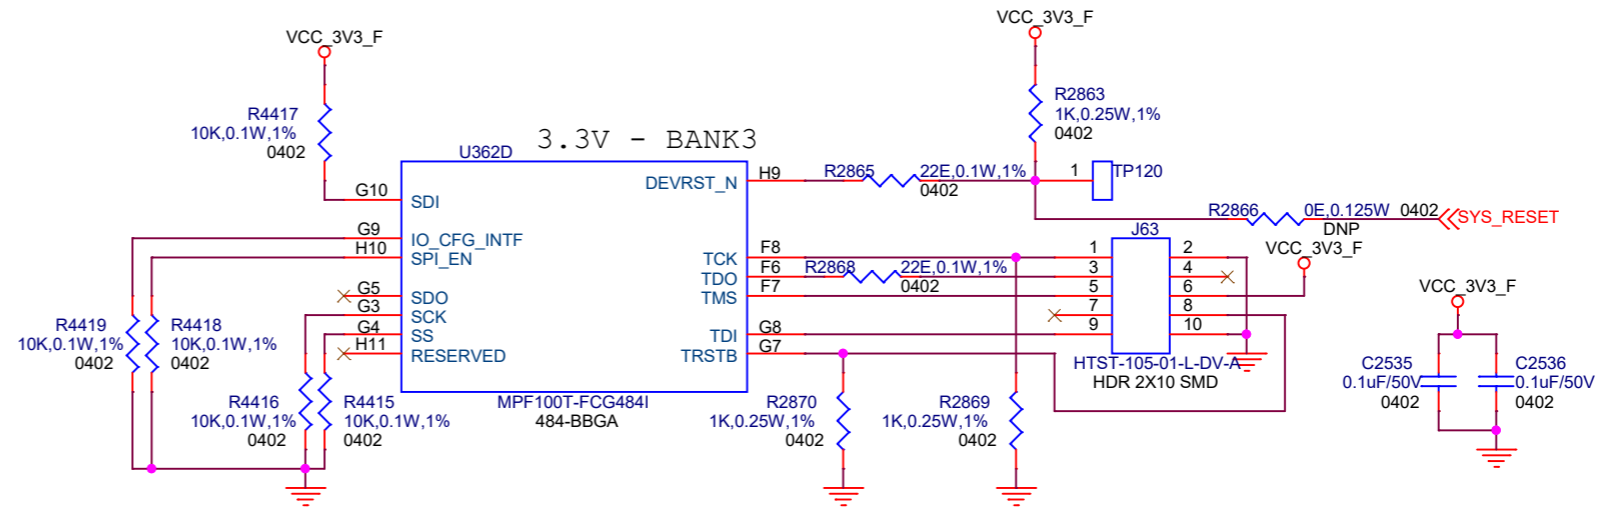 VCC_3V3_F
R4417
10K,0.1W,1%
0402
3.3V - BANK3
U362D
G10
SDI
G9
IO_CFG_INTF
H10
SPI_EN
G5
SDO
G3
SCK
G4
SS
H11
RESERVED
DEVRST_N
H9
TCK
F8
TDO
F6
TMS
F7
TDI
G8
TRSTB
G7
MPF100T-FCG484I
484-BBGA
R4419
10K,0.1W,1%
0402
R4418
10K,0.1W,1%
0402
R4416
10K,0.1W,1%
0402
R4415
10K,0.1W,1%
0402
VCC_3V3_F
R2863
1K,0.25W,1%
0402
R2865
22E,0.1W,1%
0402
1
TP120
R2866
0E,0.125W
0402
DNP
SYS_RESET
R2868
22E,0.1W,1%
0402
J63
1
2
3
4
5
6
7
8
9
10
VCC_3V3_F
HTST-105-01-L-DV-A
HDR 2X10 SMD
R2870
1K,0.25W,1%
0402
R2869
1K,0.25W,1%
0402
VCC_3V3_F
C2535
0.1uF/50V
0402
C2536
0.1uF/50V
0402